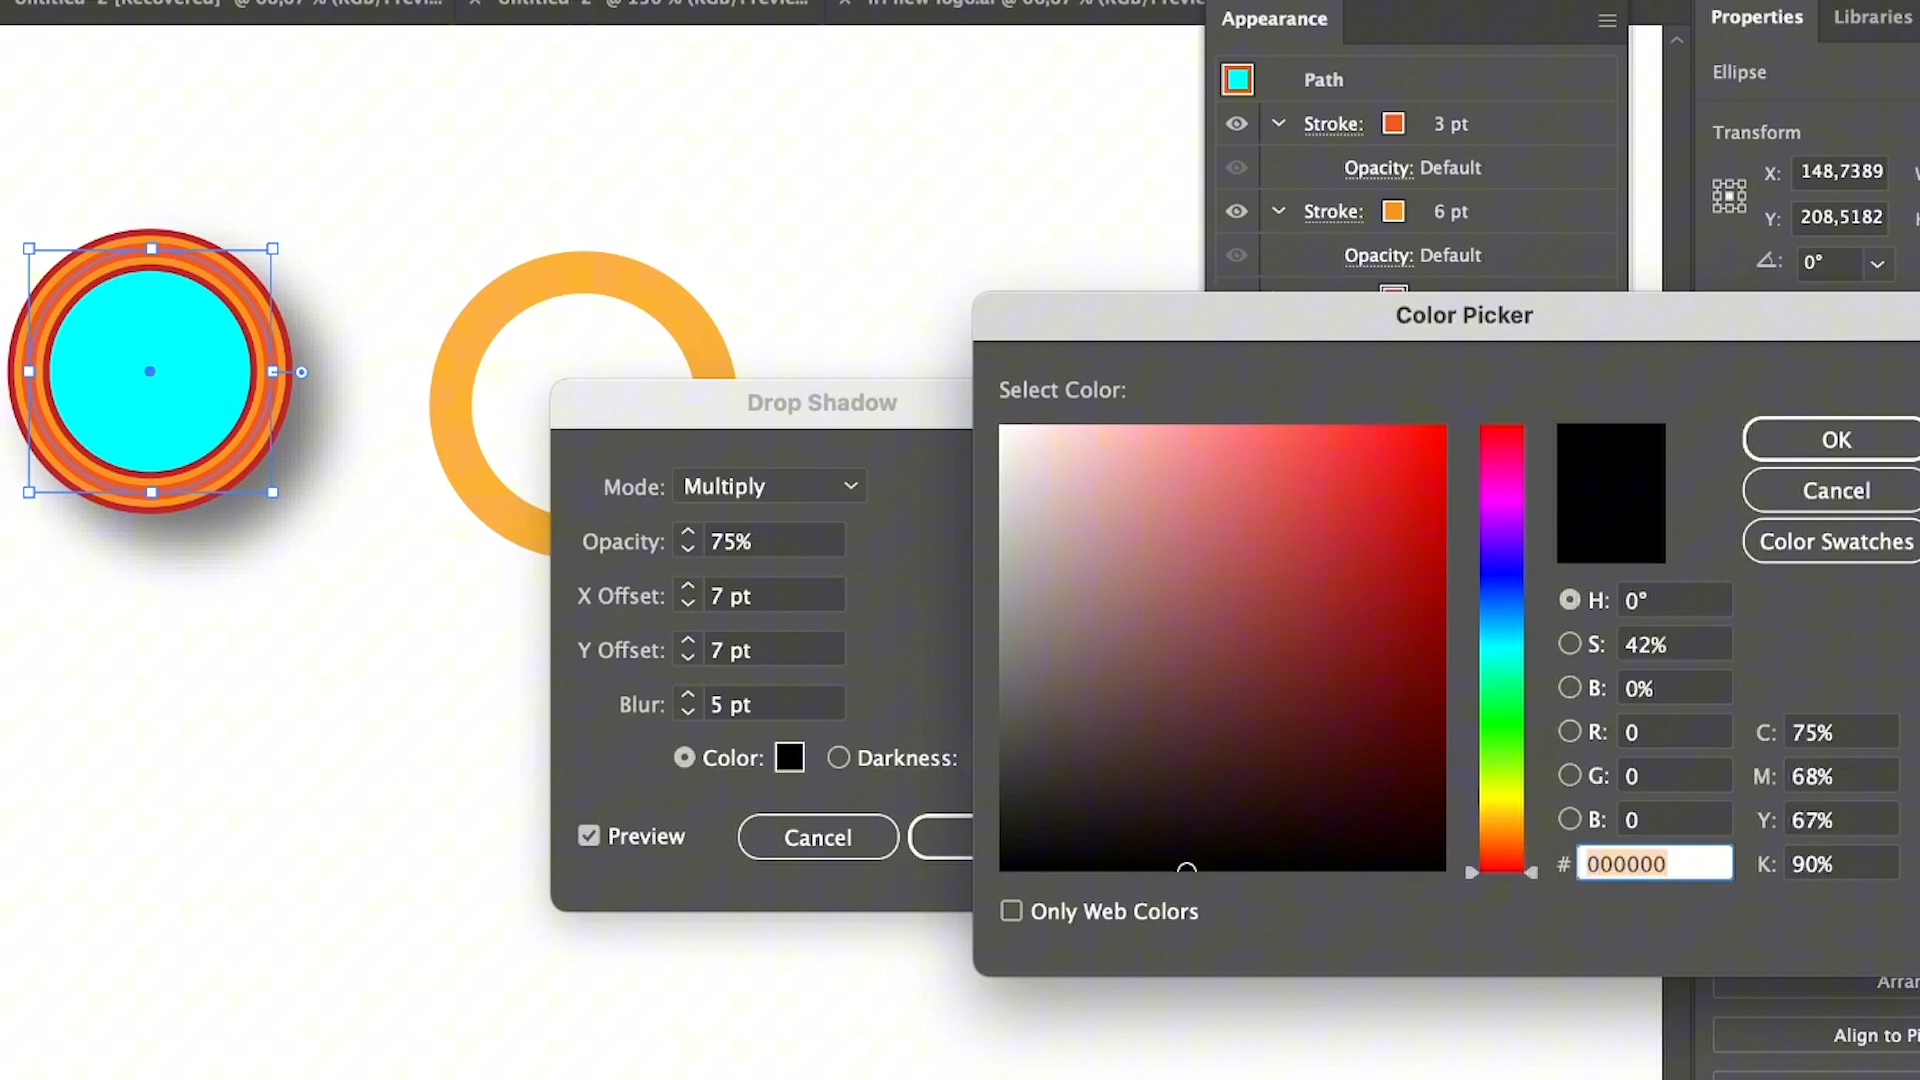 Appearance
Properties
Libraries
Path
Ellipse
Stroke: 3 pt
Transform
Opacity: Default
X: 148,7389
Stroke: 6 pt
Y: 208,5182
Opacity: Default
0°
Color Picker
Select Color:
Drop Shadow
OK
Mode: Multiply
Cancel
Opacity: 75%
Color Swatches
X Offset: 7 pt
H: 0°
Y Offset: 7 pt
S: 42%
Blur: 5 pt
B: 0%
R: 0
C: 75%
Color:
Darkness:
G: 0
M: 68%
B: 0
Y: 67%
Preview
Cancel
# 000000
K: 90%
Only Web Colors
Align to Pi